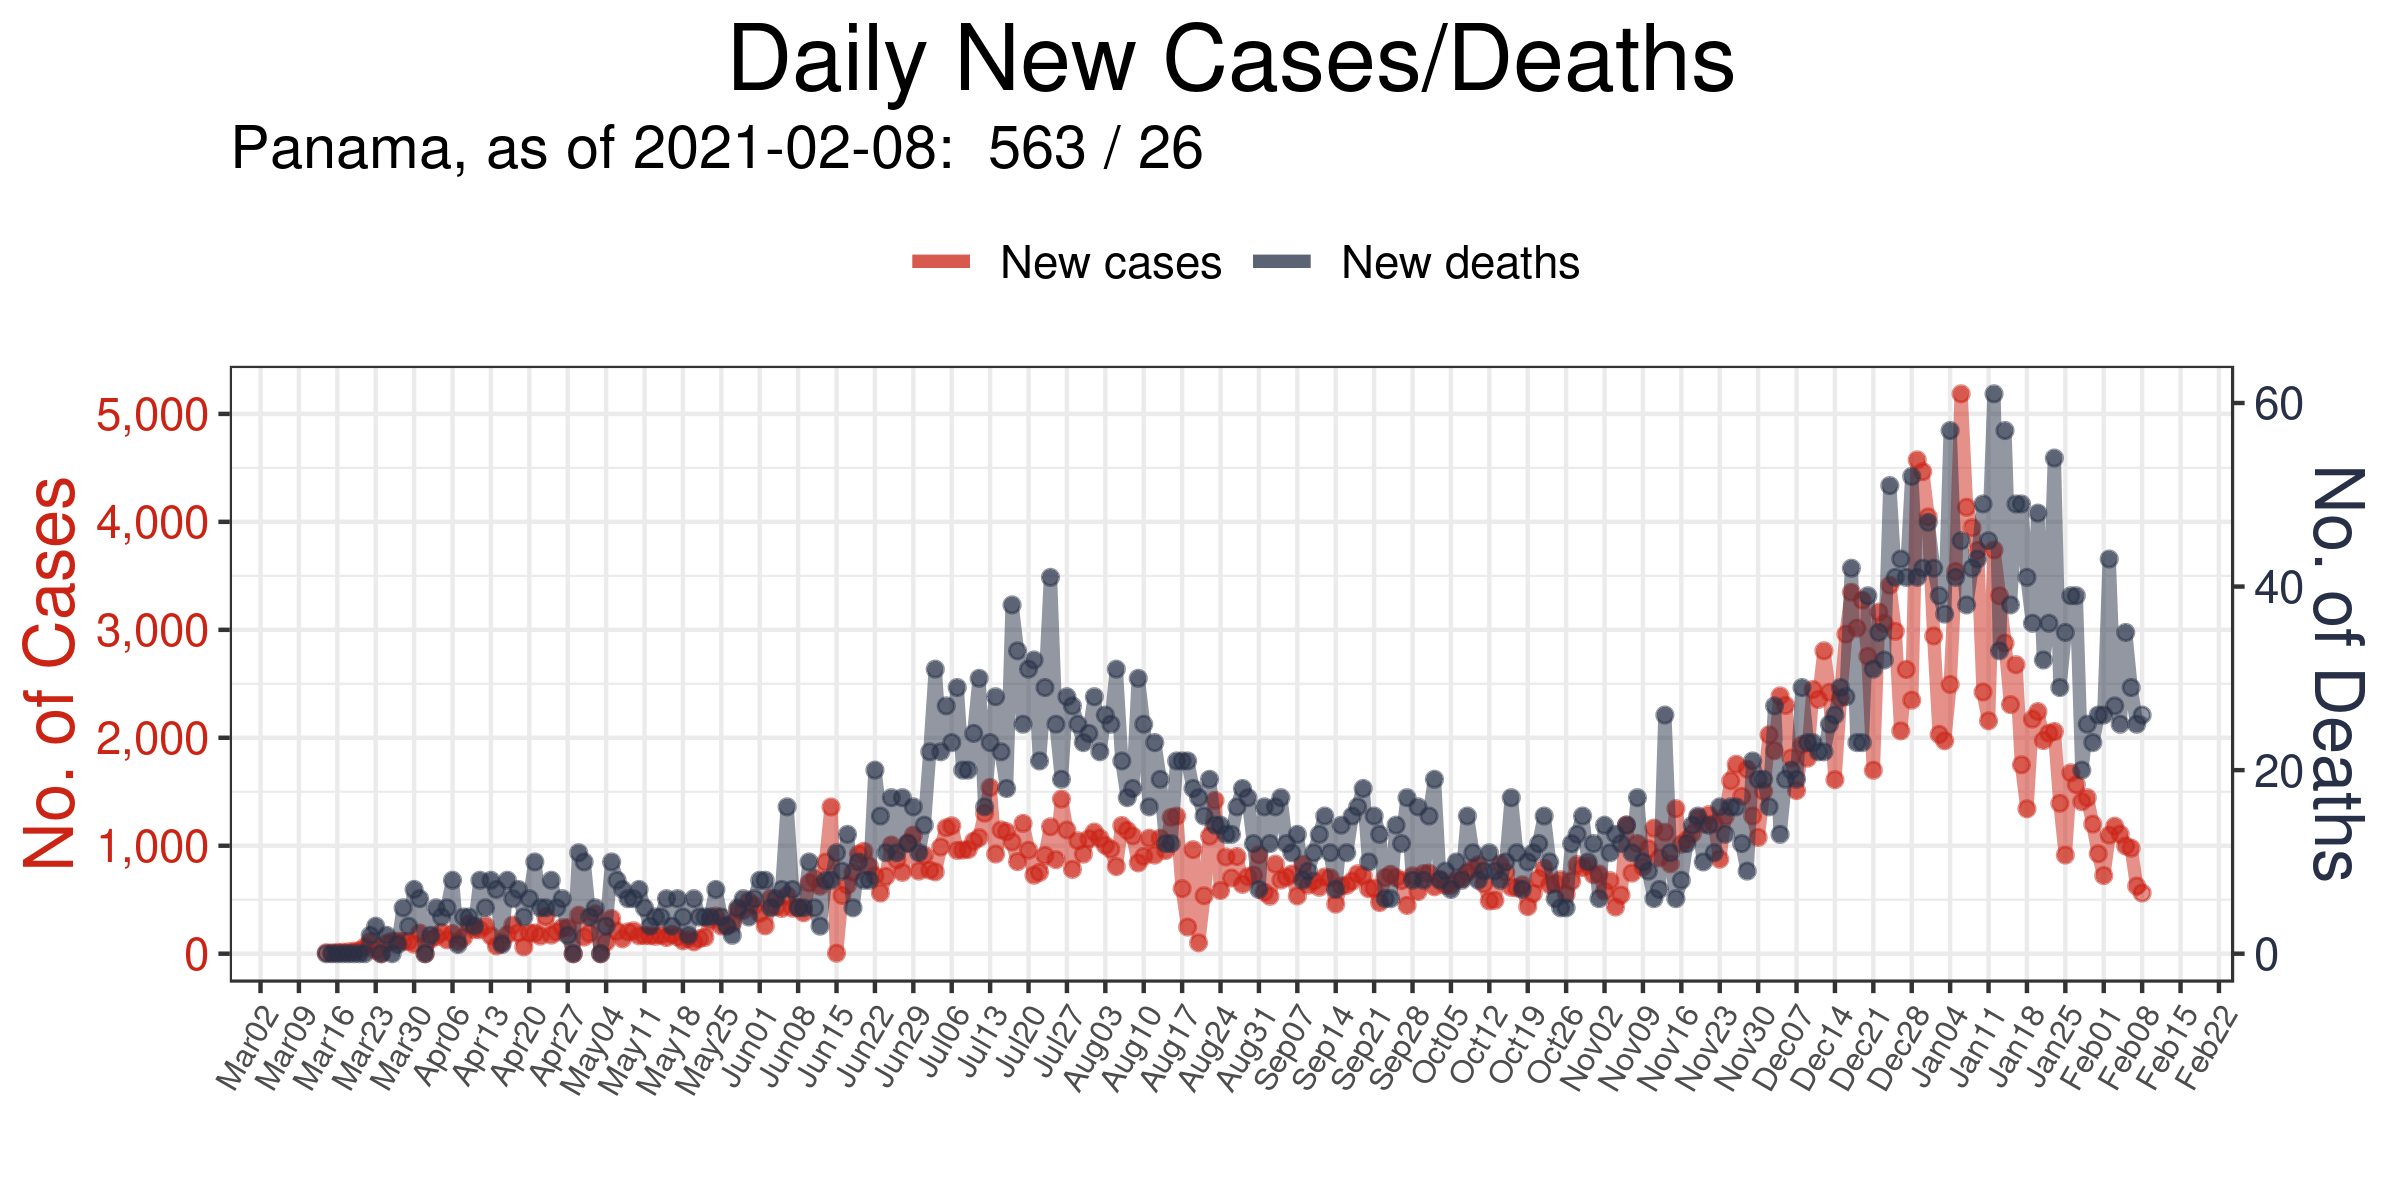 Daily New Cases/Deaths
Panama, as of 2021-02-08: 563 / 26
New cases
New deaths
No. of Cases
5,000
4,000
3,000
2,000
1,000
0
60
40
20
0
No. of Deaths
Mar02
Mar09
Mar16
Mar23
Mar30
Apr06
Apr13
Apr20
Apr27
May04
May11
May18
May25
Jun01
Jun08
Jun15
Jun22
Jun29
Jul06
Jul13
Jul20
Jul27
Aug03
Aug10
Aug17
Aug24
Aug31
Sep07
Sep14
Sep21
Sep28
Oct05
Oct12
Oct19
Oct26
Nov02
Nov09
Nov16
Nov23
Nov30
Dec07
Dec14
Dec21
Dec28
Jan04
Jan11
Jan18
Jan25
Feb01
Feb08
Feb15
Feb22